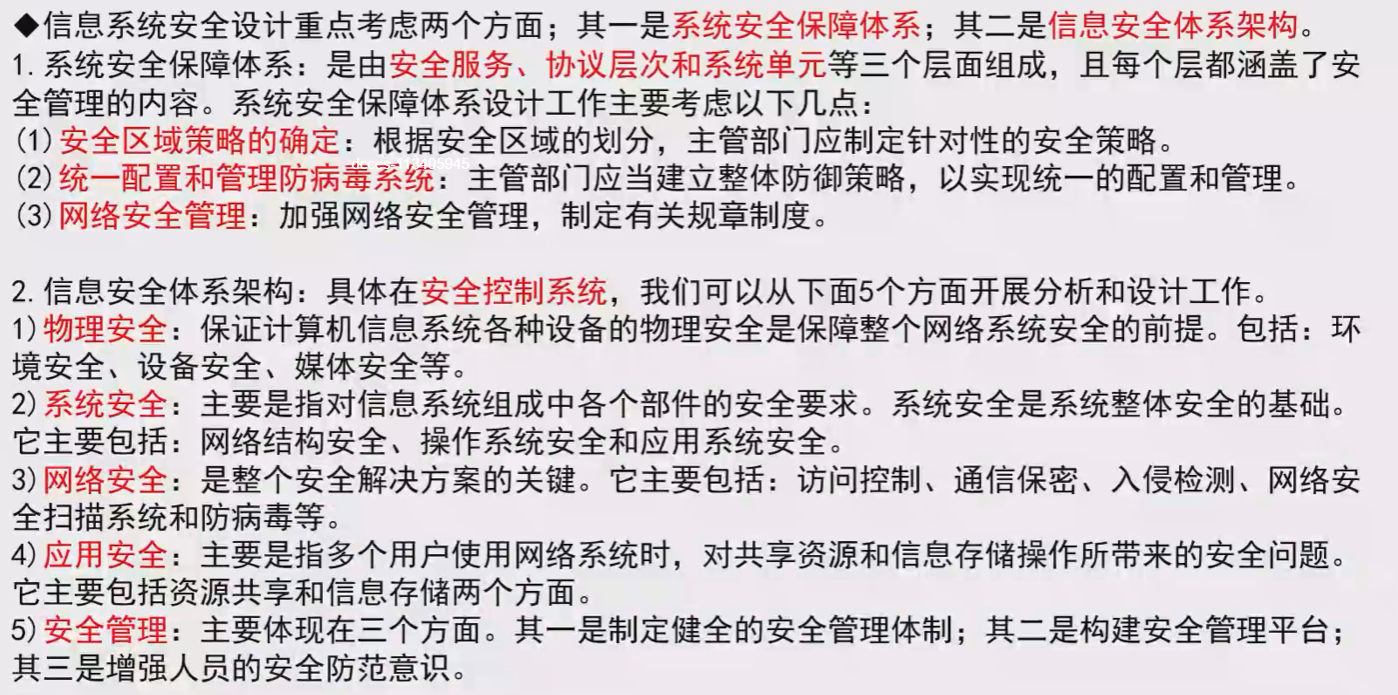 ◆信息系统安全设计重点考虑两个方面；其一是系统安全保障体系；其二是信息安全体系架构。
1.系统安全保障体系：是由安全服务、协议层次和系统单元等三个层面组成，且每个层都涵盖了安
全管理的内容。系统安全保障体系设计工作主要考虑以下几点：
(1)安全区域策略的确定：根据安全区域的划分，主管部门应制定针对性的安全策略。
(2)统一配置和管理防病毒系统：主管部门应当建立整体防御策略，以实现统一的配置和管理。
(3)网络安全管理：加强网络安全管理，制定有关规章制度。
2.信息安全体系架构：具体在安全控制系统，我们可以从下面5个方面开展分析和设计工作。
1)物理安全：保证计算机信息系统各种设备的物理安全是保障整个网络系统安全的前提。包括：环
境安全、设备安全、媒体安全等。
2)系统安全：主要是指对信息系统组成中各个部件的安全要求。系统安全是系统整体安全的基础。
它主要包括：网络结构安全、操作系统安全和应用系统安全。
3)网络安全：是整个安全解决方案的关键。它主要包括：访问控制、通信保密、入侵检测、网络安
全扫描系统和防病毒等。
4)应用安全：主要是指多个用户使用网络系统时，对共享资源和信息存储操作所带来的安全问题。
它主要包括资源共享和信息存储两个方面。
5)安全管理：主要体现在三个方面。其一是制定健全的安全管理体制；其二是构建安全管理平台；
其三是增强人员的安全防范意识。